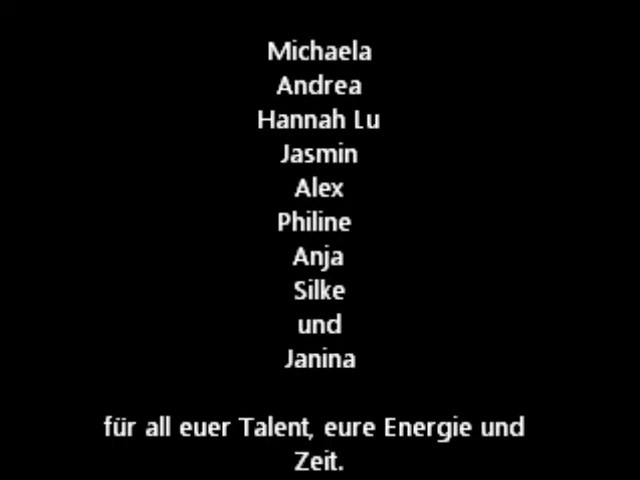 Michaela
Andrea
Hannah Lu
Jasmin
Alex
Philine
Anja
Silke
und
Janina
für all euer Talent, eure Energie und
Zeit.